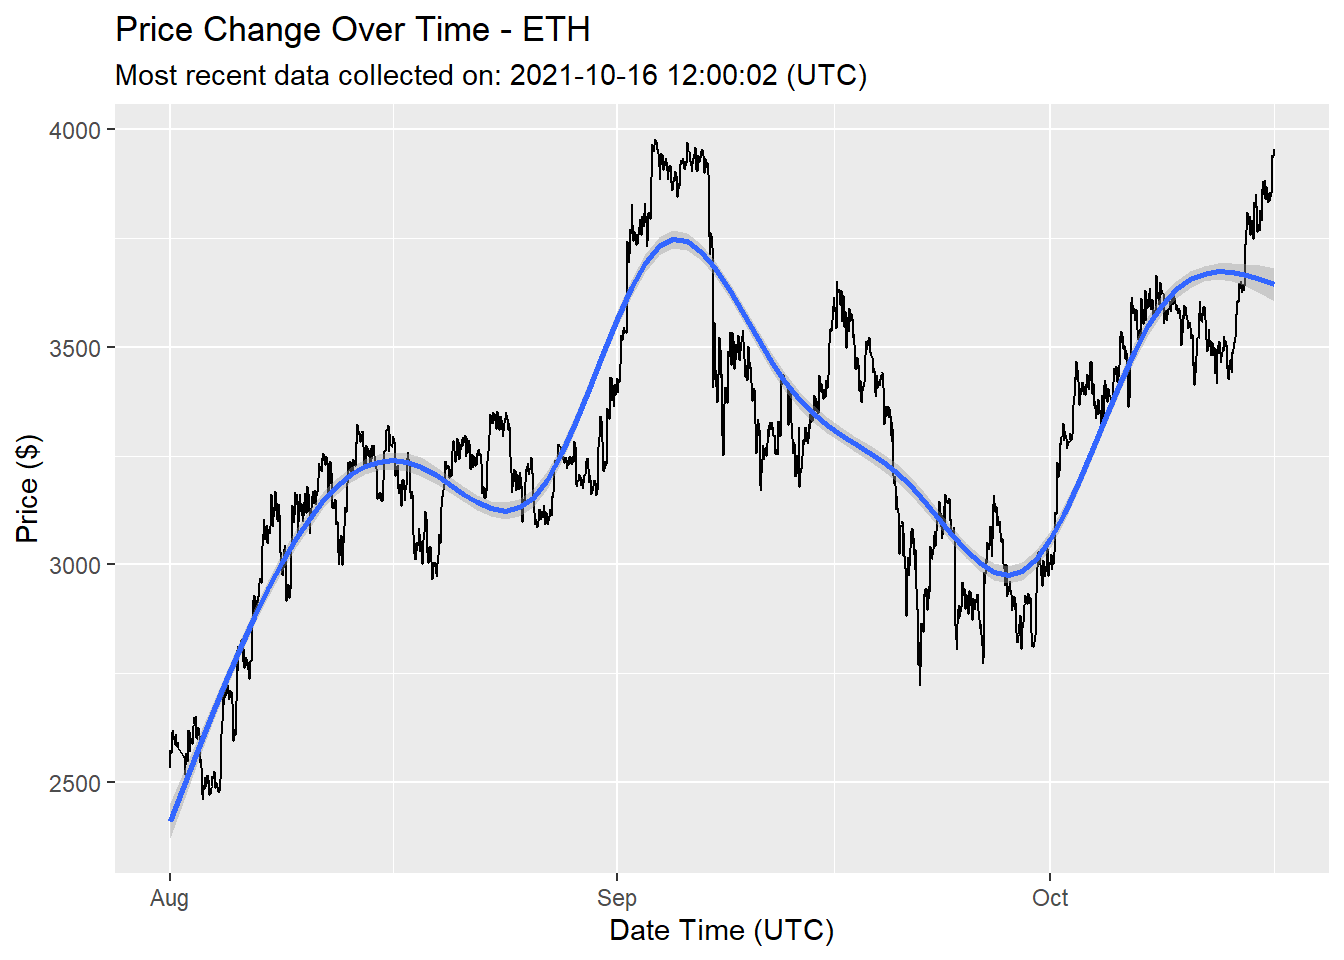 Price Change Over Time - ETH
Most recent data collected on: 2021-10-16 12:00:02 (UTC)
4000
3500
3000
2500
Price ($)
Aug
Sep
Oct
Date Time (UTC)